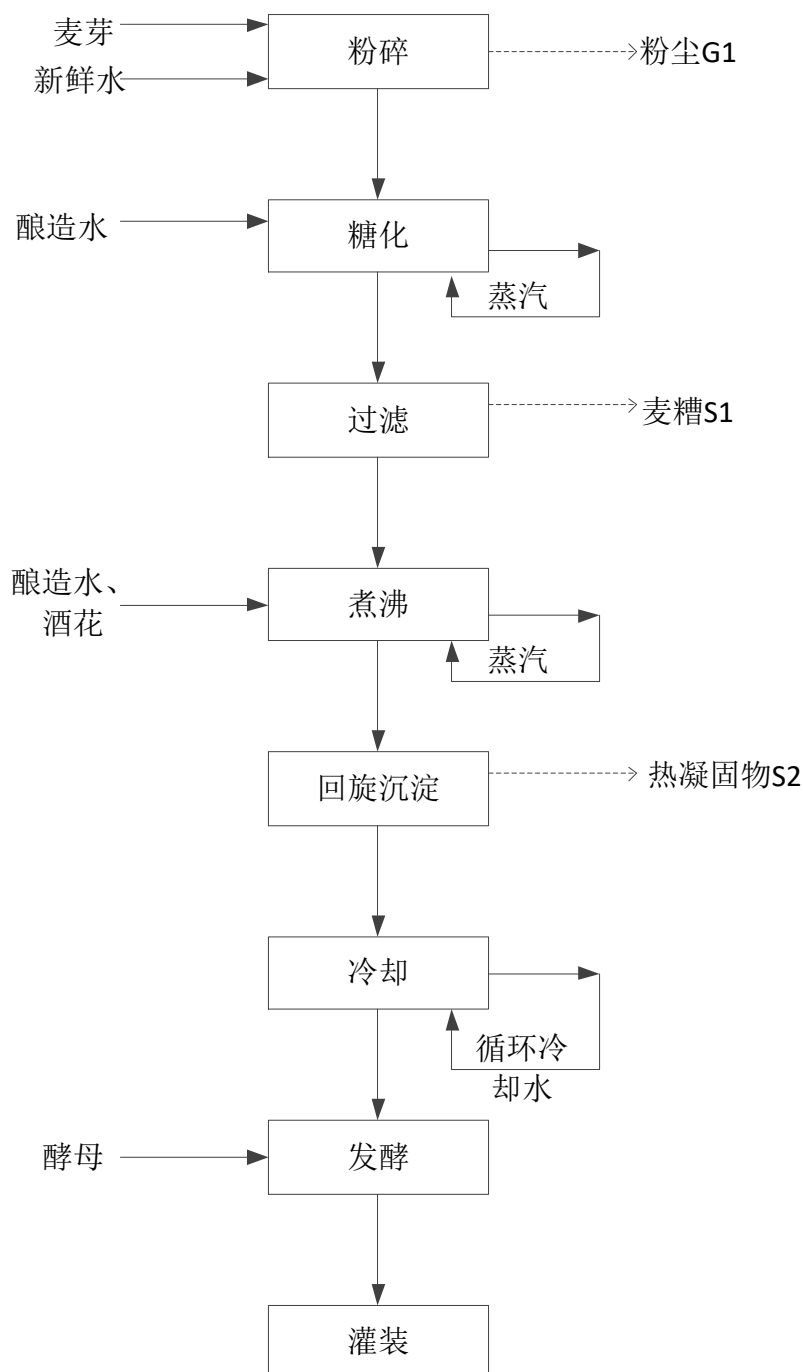 麦芽
新鲜水
粉碎
粉尘G1
酿造水
糖化
蒸汽
过滤
麦糟S1
酿造水、
酒花
煮沸
蒸汽
回旋沉淀
热凝固物S2
冷却
循环冷
却水
酵母
发酵
灌装